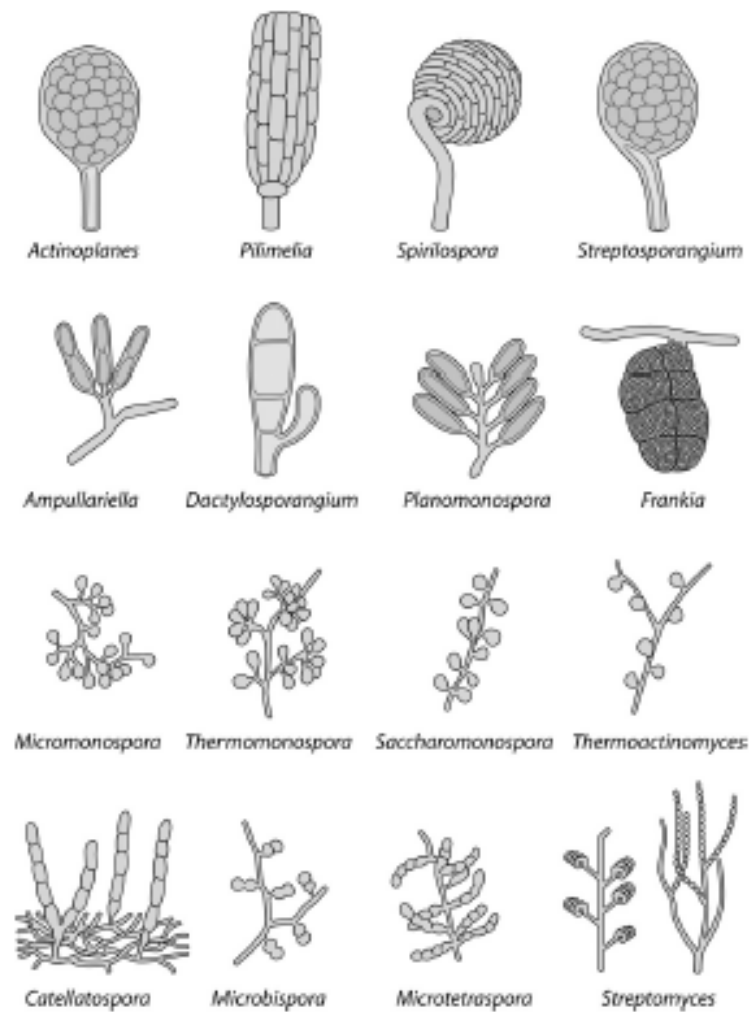 Actinoplanes Pilimelia Spirilospora Streptosporangium
Ampullariella Dactylosporangium Planomonospora Frankia
Micromonospora Thermomonospora Saccharomonospora Thermoactinomyces
Catellatospora Microbispora Microtetraspora Streptomyces